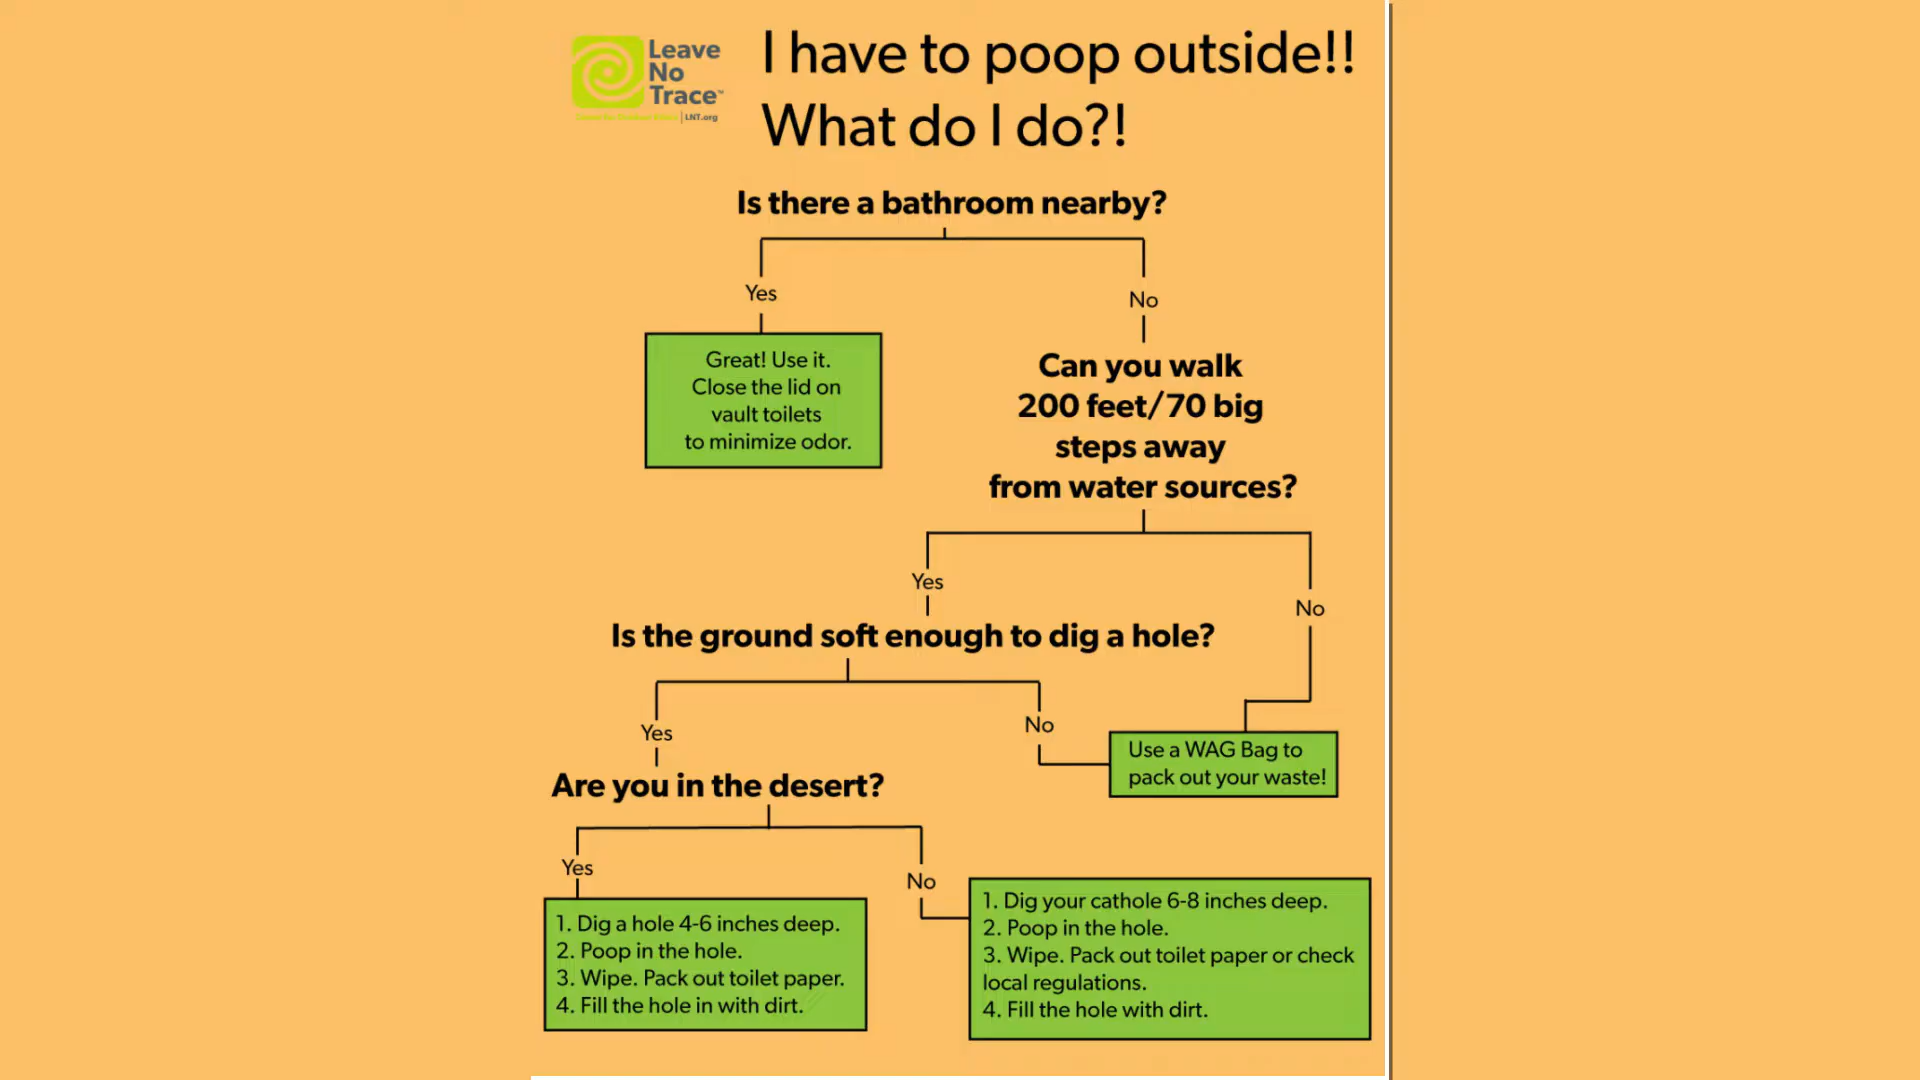 Leave
No
Trace™
LNT.org
I have to poop outside!!
What do I do?!
Is there a bathroom nearby?
Yes
No
Great! Use it.
Close the lid on
vault toilets
to minimize odor.
Can you walk
200 feet/70 big
steps away
from water sources?
Yes
No
Is the ground soft enough to dig a hole?
Yes
No
Use a WAG Bag to
pack out your waste!
Are you in the desert?
Yes
No
1. Dig a hole 4-6 inches deep.
2. Poop in the hole.
3. Wipe. Pack out toilet paper.
4. Fill the hole in with dirt.
1. Dig your cathole 6-8 inches deep.
2. Poop in the hole.
3. Wipe. Pack out toilet paper or check
local regulations.
4. Fill the hole with dirt.